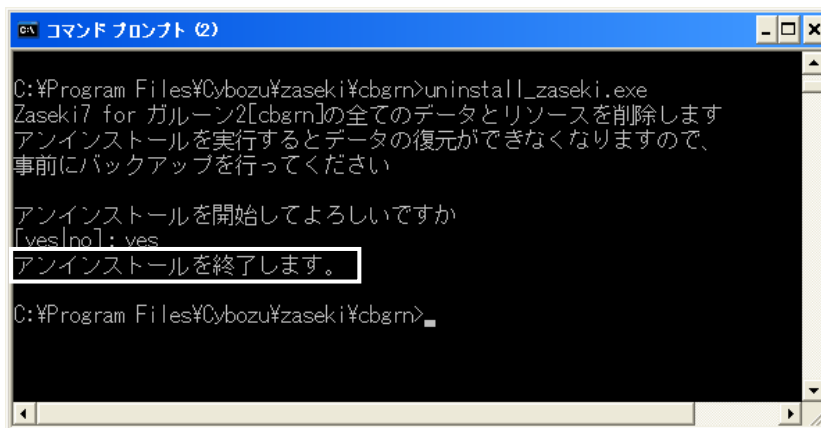 コマンド プロンプト (2)
C:¥Program Files¥Cybozu¥zaseki¥cbgrn>uninstall_zaseki.exe
Zaseki7 for ガルーン2[cbgrn]の全てのデータとリソースを削除します
アンインストールを実行するとデータの復元ができなくなりますので、
事前にバックアップを行ってください
アンインストールを開始してよろしいですか
[yes|no]: yes
アンインストールを終了します。
C:¥Program Files¥Cybozu¥zaseki¥cbgrn>